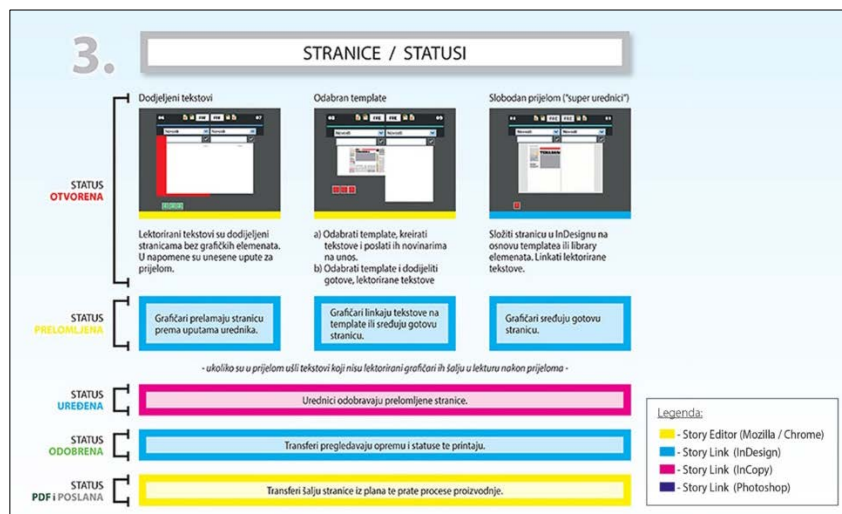 3.
STRANICE / STATUSI
Dodjeljeni tekstovi
Odabran template
Slobodan prijelom ("super urednici")
STATUS
OTVORENA
Lektorirani tekstovi su dodijeljeni
stranicama bez grafičkih elemenata.
U napomene su unesene upute za
prijelom.
a) Odabrati template, kreirati
tekstove i poslati ih novinarima
na unos.
b) Odabrati template i dodijeliti
gotove, lektorirane tekstove
Složiti stranicu u InDesignu na
osnovu templatea ili library
elemenata. Linkati lektorirane
tekstove.
STATUS
PRELOMLJENA
Grafičari prelamaju stranicu
prema uputama urednika.
Grafičari linkaju tekstove na
template ili sređuju gotovu
stranicu.
Grafičari sređuju gotovu
stranicu.
- ukoliko su u prijelom ušli tekstovi koji nisu lektorirani grafičari ih šalju u lekturu nakon prijeloma -
STATUS
UREĐENA
Urednici odobravaju prelomljene stranice.
STATUS
ODOBRENA
Transferi pregledavaju opremu i statuse te printaju.
STATUS
PDF i POSLANA
Transferi šalju stranice iz plana te prate procese proizvodnje.
Legenda:
- Story Editor (Mozilla / Chrome)
- Story Link (InDesign)
- Story Link (InCopy)
- Story Link (Photoshop)